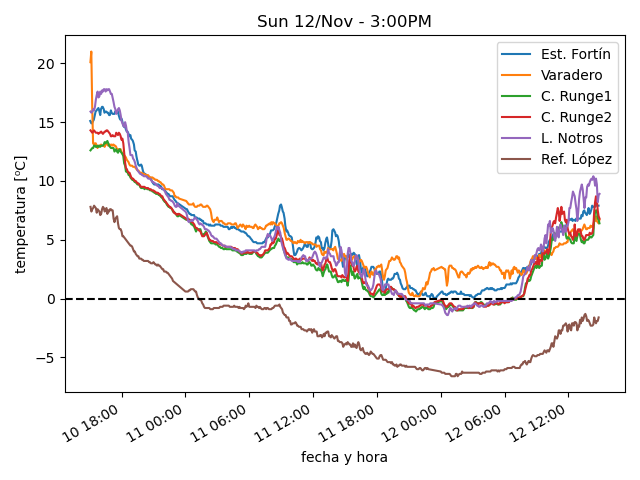 Sun 12/Nov - 3:00PM
Est. Fortín
Varadero
C. Runge1
C. Runge2
L. Notros
Ref. López
temperatura [°C]
20
15
10
5
0
−5
10 18:00
11 00:00
11 06:00
11 12:00
11 18:00
12 00:00
12 06:00
12 12:00
fecha y hora